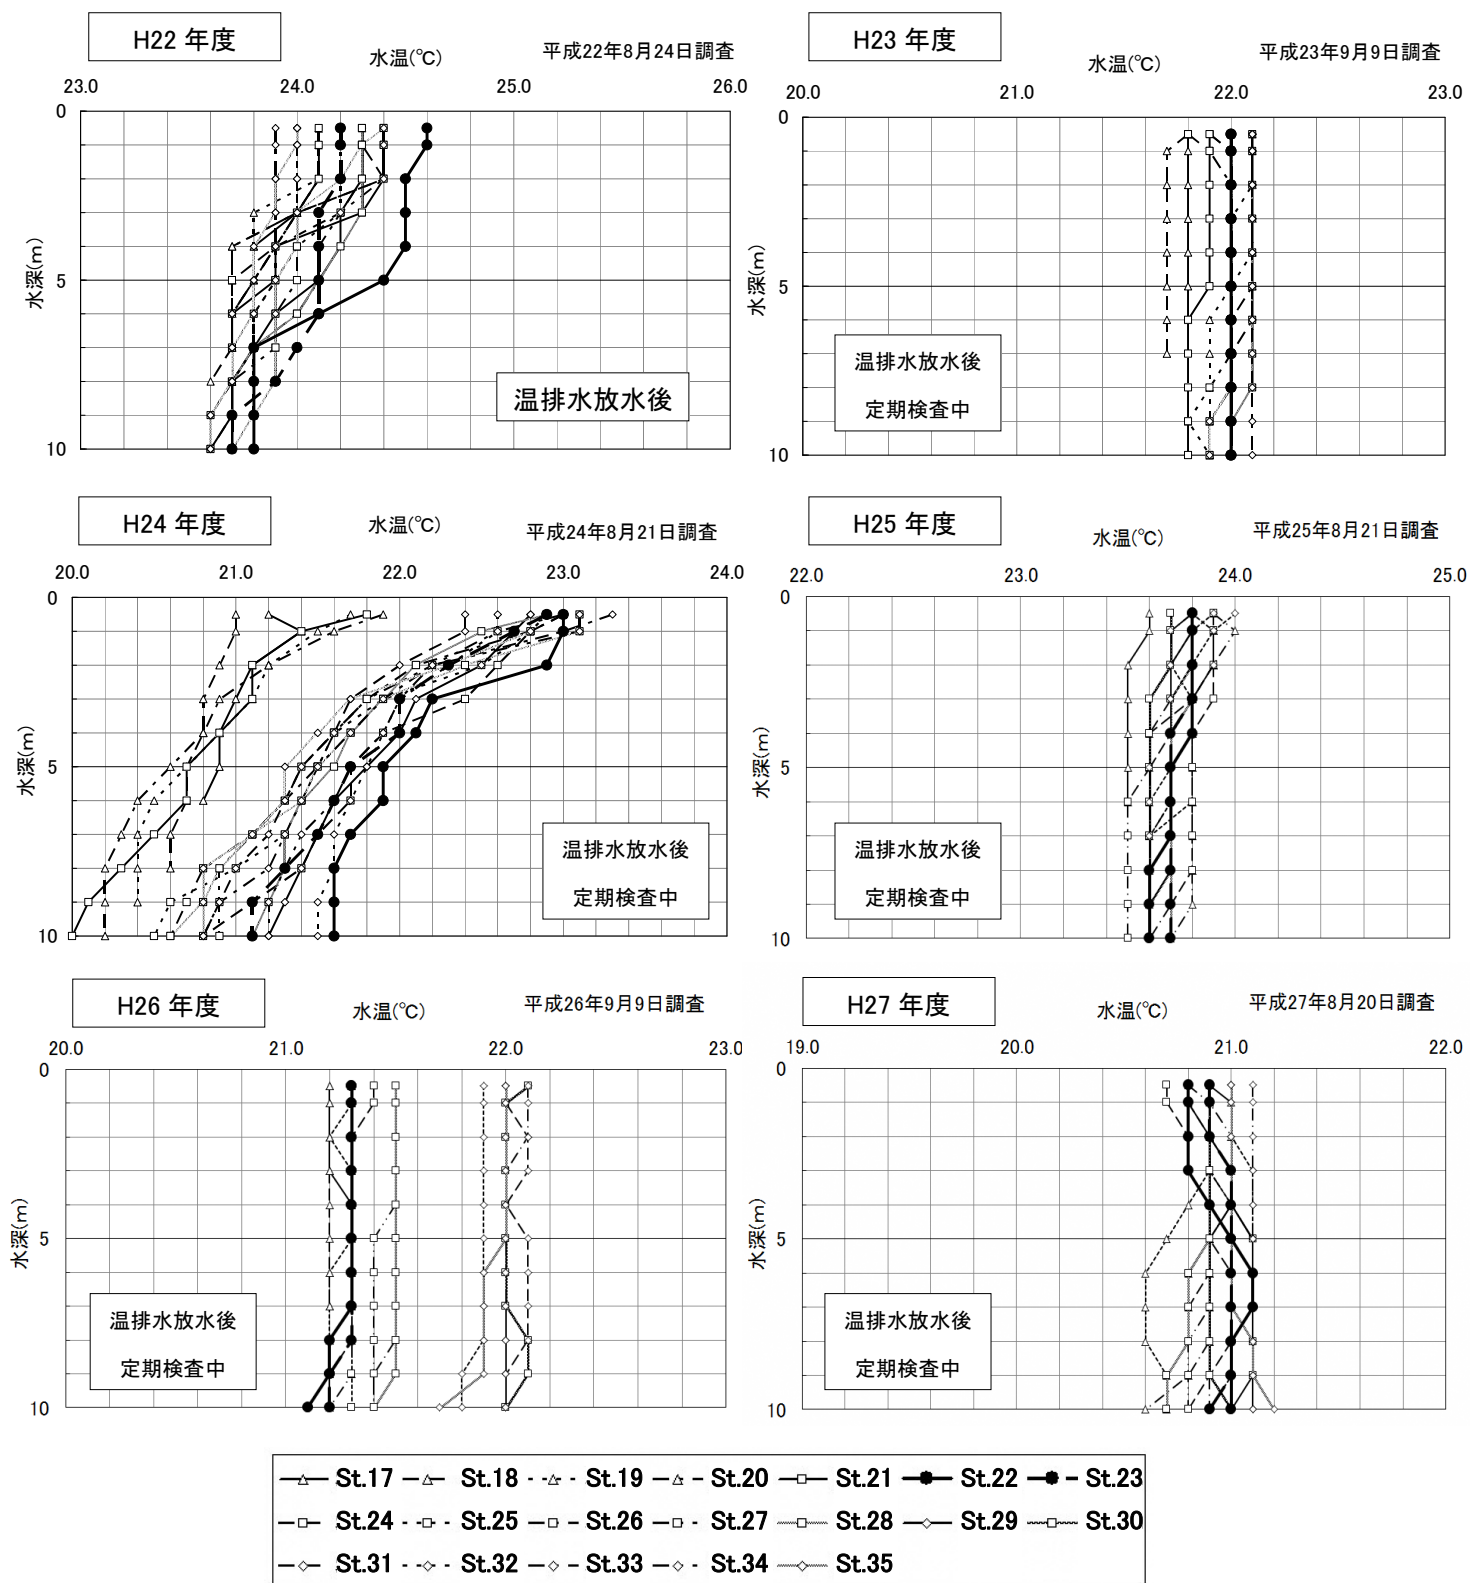 H22 年度
水温(℃)
平成22年8月24日調査
23.0 24.0 25.0 26.0
0
5
10
水深(m)
温排水放水後
H23 年度
水温(℃)
平成23年9月9日調査
20.0 21.0 22.0 23.0
0
5
10
水深(m)
温排水放水後
定期検査中
H24 年度
水温(℃)
平成24年8月21日調査
20.0 21.0 22.0 23.0 24.0
0
5
10
水深(m)
温排水放水後
定期検査中
H25 年度
水温(℃)
平成25年8月21日調査
22.0 23.0 24.0 25.0
0
5
10
水深(m)
温排水放水後
定期検査中
H26 年度
水温(℃)
平成26年9月9日調査
20.0 21.0 22.0 23.0
0
5
10
水深(m)
温排水放水後
定期検査中
H27 年度
水温(℃)
平成27年8月20日調査
19.0 20.0 21.0 22.0
0
5
10
水深(m)
温排水放水後
定期検査中
St.17 St.18 St.19 St.20 St.21 St.22 St.23
St.24 St.25 St.26 St.27 St.28 St.29 St.30
St.31 St.32 St.33 St.34 St.35